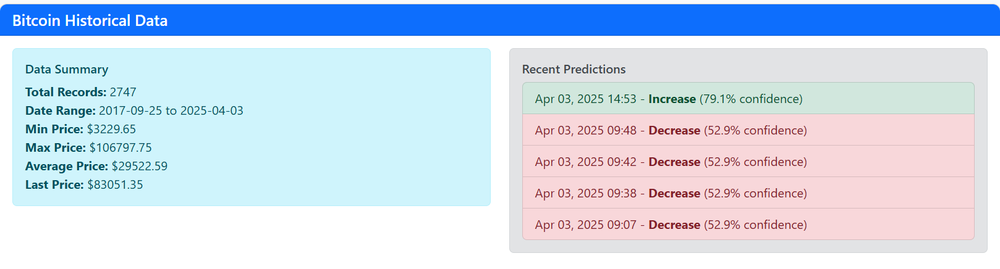 Bitcoin Historical Data
Data Summary
Total Records: 2747
Date Range: 2017-09-25 to 2025-04-03
Min Price: $3229.65
Max Price: $106797.75
Average Price: $29522.59
Last Price: $83051.35
Recent Predictions
Apr 03, 2025 14:53 - Increase (79.1% confidence)
Apr 03, 2025 09:48 - Decrease (52.9% confidence)
Apr 03, 2025 09:42 - Decrease (52.9% confidence)
Apr 03, 2025 09:38 - Decrease (52.9% confidence)
Apr 03, 2025 09:07 - Decrease (52.9% confidence)